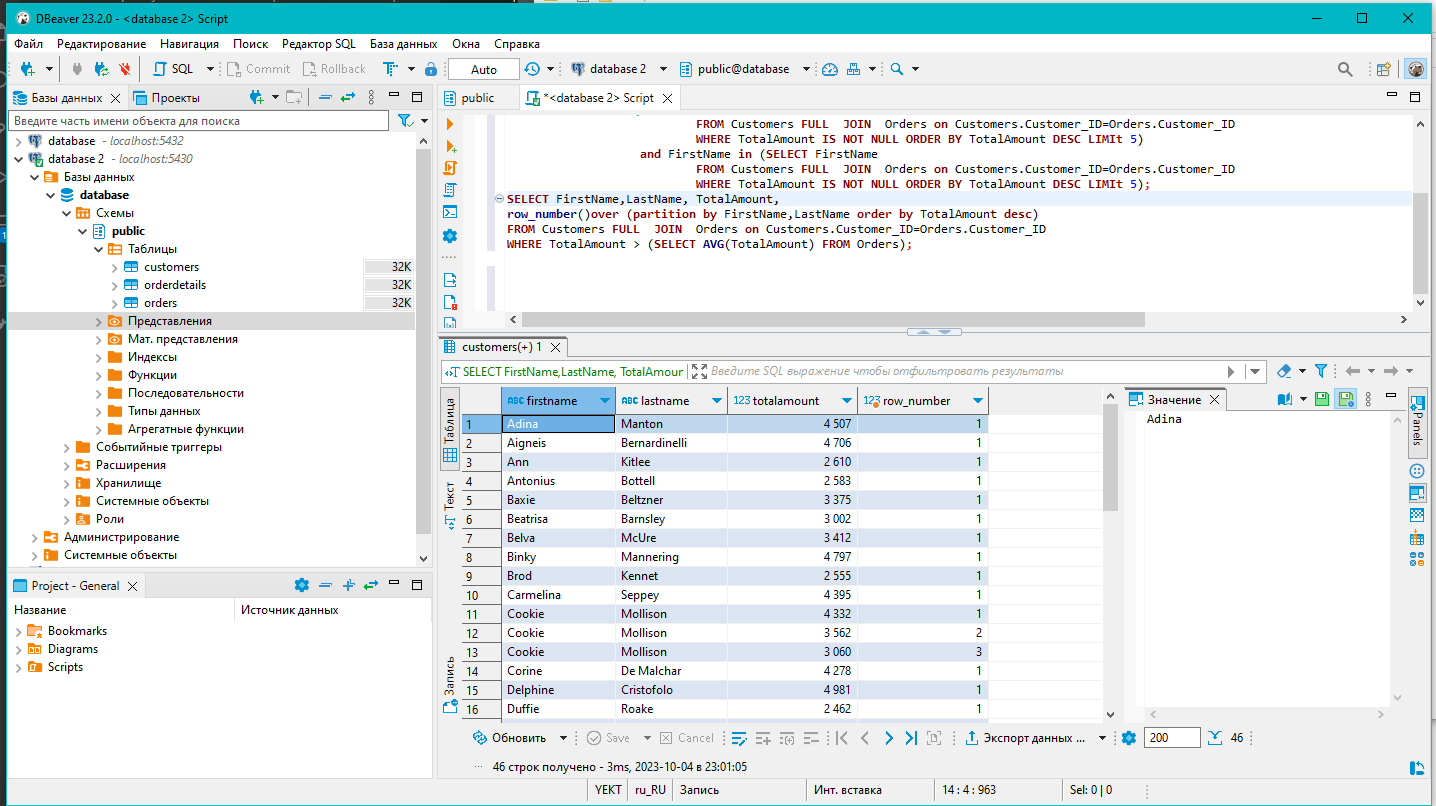 DBeaver 23.2.0 - <database 2> Script
Файл Редактирование Навигация Поиск Редактор SQL База данных Окна Справка
SQL Commit Rollback Auto database 2 public@database
Базы данных Проекты
Введите часть имени объекта для поиска
database - localhost:5432
database 2 - localhost:5430
Базы данных
database
Схемы
public
Таблицы
customers 32K
orderdetails 32K
orders 32K
Представления
Мат. представления
Индексы
Функции
Последовательности
Типы данных
Агрегатные функции
Событийные триггеры
Расширения
Хранилище
Системные объекты
Роли
Администрирование
Системные объекты
Project - General
Название Источник данных
Bookmarks
Diagrams
Scripts
public *<database 2> Script
FROM Customers FULL  JOIN  Orders on Customers.Customer_ID=Orders.Customer_ID
WHERE TotalAmount IS NOT NULL ORDER BY TotalAmount DESC LIMIt 5)
and FirstName in (SELECT FirstName
FROM Customers FULL  JOIN  Orders on Customers.Customer_ID=Orders.Customer_ID
WHERE TotalAmount IS NOT NULL ORDER BY TotalAmount DESC LIMIt 5);
SELECT FirstName,LastName, TotalAmount,
row_number()over (partition by FirstName,LastName order by TotalAmount desc)
FROM Customers FULL  JOIN  Orders on Customers.Customer_ID=Orders.Customer_ID
WHERE TotalAmount > (SELECT AVG(TotalAmount) FROM Orders);
customers(+) 1
SELECT FirstName,LastName, TotalAmour Введите SQL выражение чтобы отфильтровать результаты
Таблица
Текст
Запись
ABC firstname ABC lastname 123 totalamount 123 row_number
1 Adina Manton 4 507 1
2 Aigneis Bernardinelli 4 706 1
3 Ann Kitlee 2 610 1
4 Antonius Bottell 2 583 1
5 Baxie Beltzner 3 375 1
6 Beatrisa Barnsley 3 002 1
7 Belva McUre 3 412 1
8 Binky Mannering 4 797 1
9 Brod Kennet 2 555 1
10 Carmelina Seppey 4 395 1
11 Cookie Mollison 4 332 1
12 Cookie Mollison 3 562 2
13 Cookie Mollison 3 060 3
14 Corine De Malchar 4 278 1
15 Delphine Cristofolo 4 981 1
16 Duffie Roake 2 462 1
Значение
Adina
Panels
Обновить Save Cancel Экспорт данных ... 200 46
46 строк получено - 3ms, 2023-10-04 в 23:01:05
YEKT ru_RU Запись Инт. вставка 14 : 4 : 963 Sel: 0 | 0